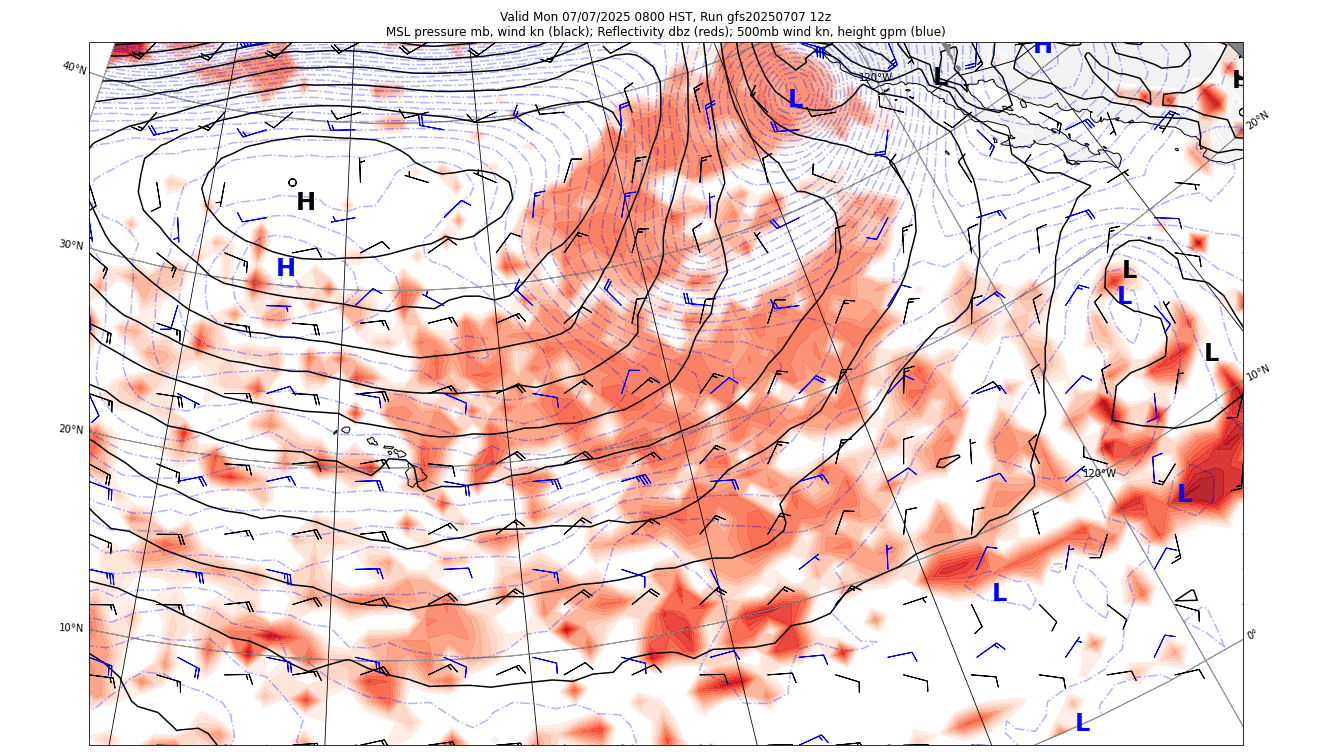 Valid Mon 07/07/2025 0800 HST, Run gfs20250707 12z
MSL pressure mb, wind kn (black); Reflectivity dbz (reds); 500mb wind kn, height gpm (blue)
H
40°N
120°W
L
H
L
20°N
H
30°N
H
L
L
L
10°N
20°N
120°W
L
L
10°N
0°
L